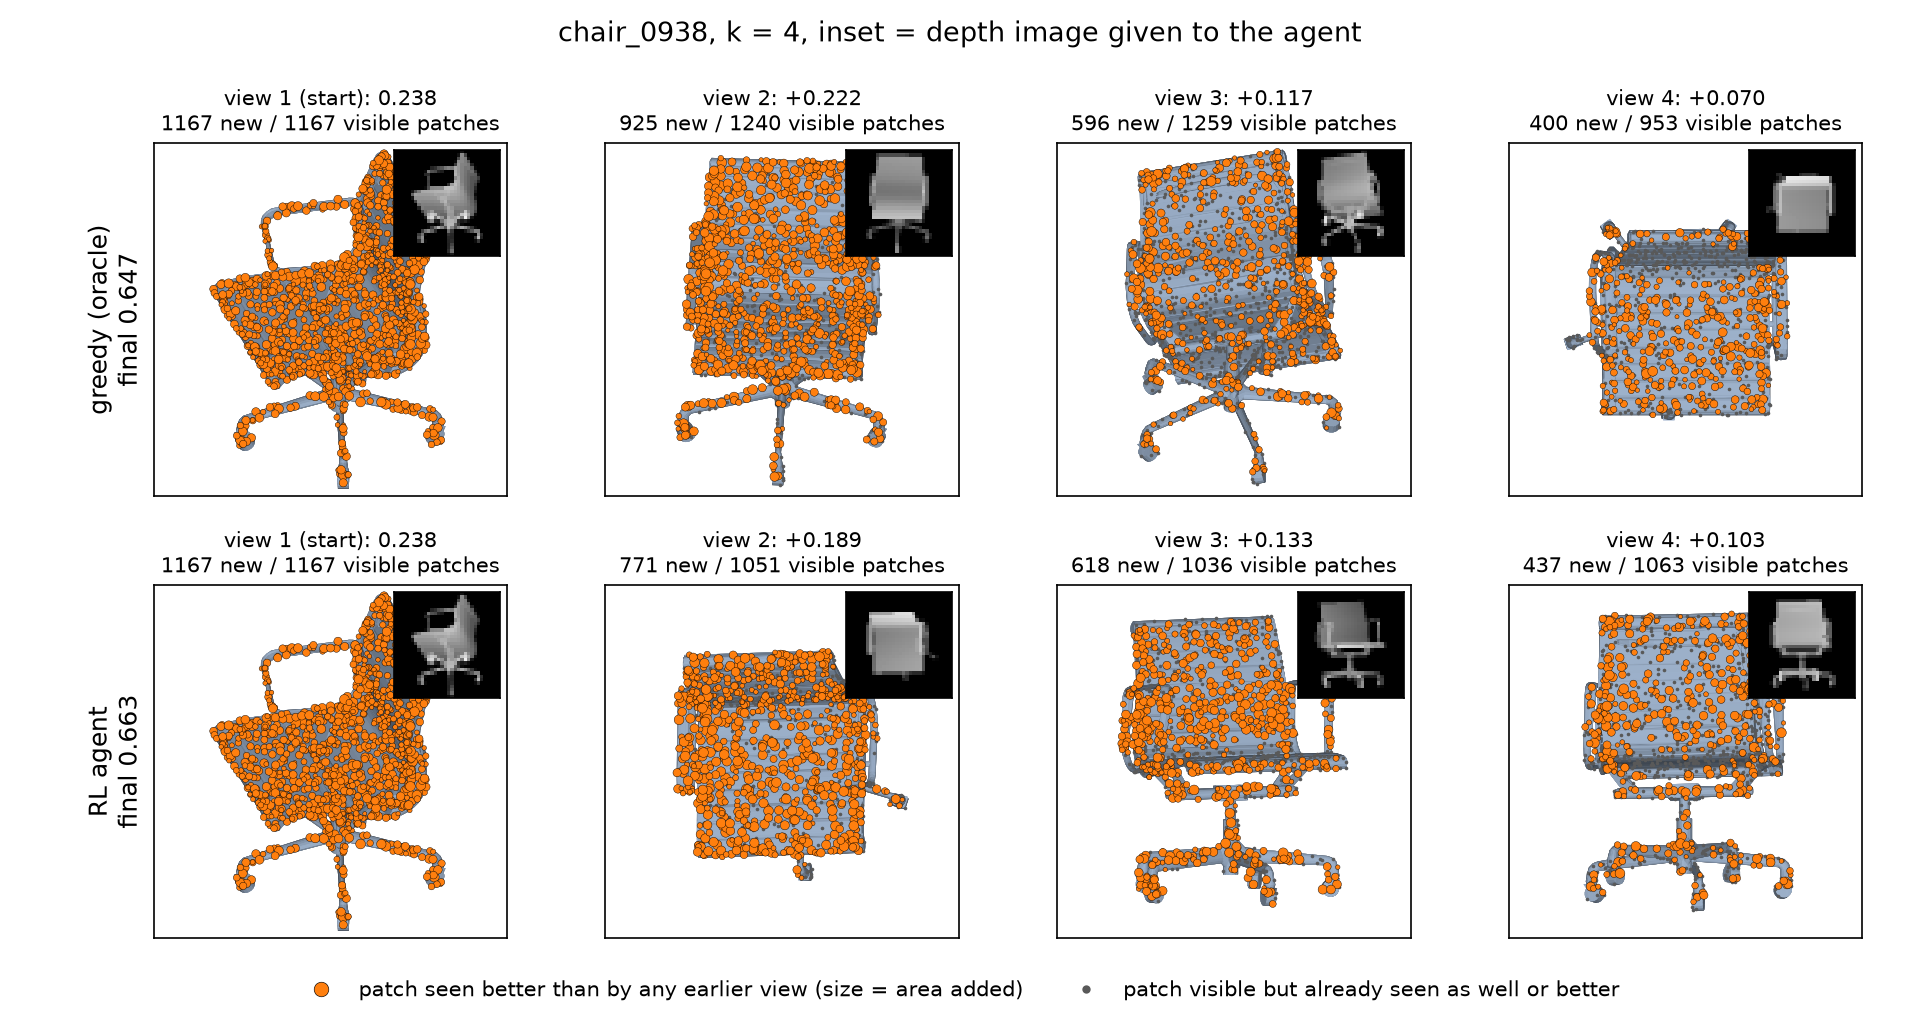 chair_0938, k = 4, inset = depth image given to the agent
view 1 (start): 0.238
1167 new / 1167 visible patches
view 2: +0.222
925 new / 1240 visible patches
view 3: +0.117
596 new / 1259 visible patches
view 4: +0.070
400 new / 953 visible patches
greedy (oracle)
final 0.647
view 1 (start): 0.238
1167 new / 1167 visible patches
view 2: +0.189
771 new / 1051 visible patches
view 3: +0.133
618 new / 1036 visible patches
view 4: +0.103
437 new / 1063 visible patches
RL agent
final 0.663
patch seen better than by any earlier view (size = area added)
patch visible but already seen as well or better